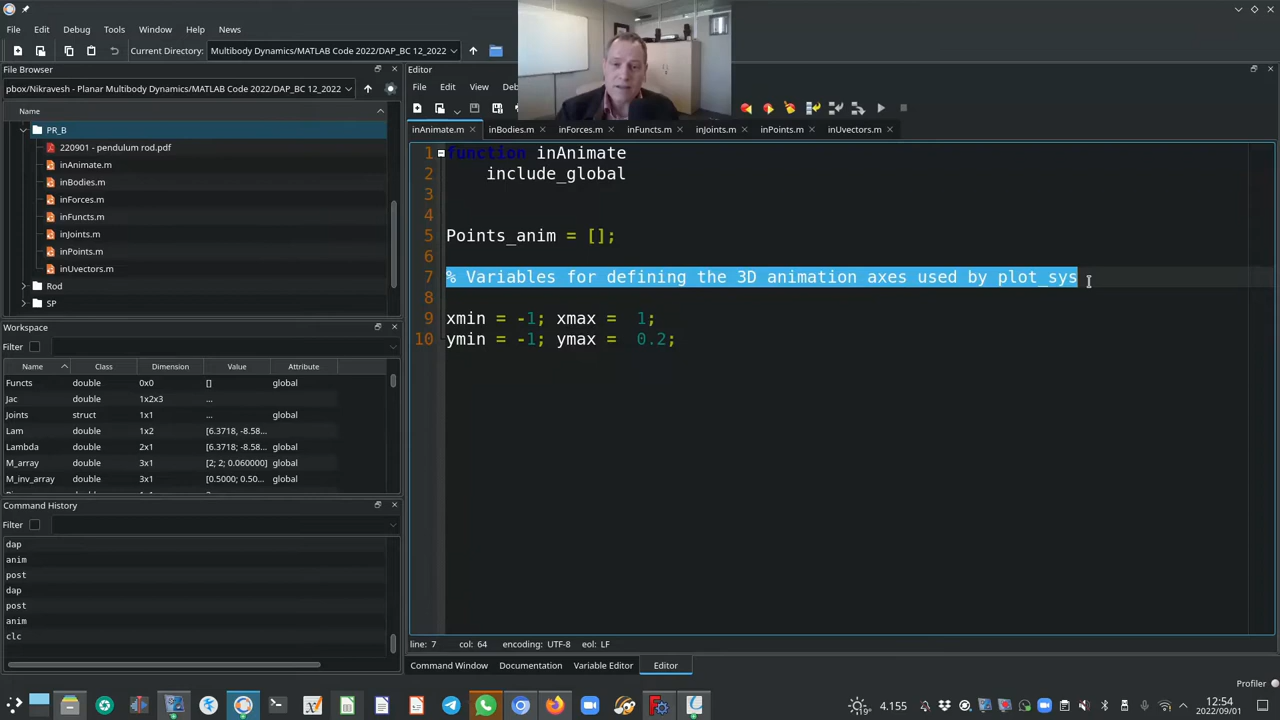 File Edit Debug Tools Window Help News
Current Directory: Multibody Dynamics/MATLAB Code 2022/DAP_BC 12_2022
File Browser
pbox/Nikravesh - Planar Multibody Dynamics/MATLAB Code 2022/DAP_BC 12_2022
Name
PR_B
220901 - pendulum rod.pdf
inAnimate.m
inBodies.m
inForces.m
inFuncts.m
inJoints.m
inPoints.m
inUvectors.m
Rod
SP
Workspace
Filter
Name Class Dimension Value Attribute
Functs double 0x0 [] global
Jac double 1x2x3 ... global
Joints struct 1x1 ... global
Lam double 1x2 [6.3718, -8.58... global
Lambda double 2x1 [6.3718; -8.58... global
M_array double 3x1 [2; 2; 0.060000] global
M_inv_array double 3x1 [0.5000; 0.50... global
Command History
Filter
dap
anim
post
dap
post
anim
clc
Editor
File Edit View
inAnimate.m inBodies.m inForces.m inFuncts.m inJoints.m inPoints.m inUvectors.m
1 function inAnimate
2 include_global
3
4
5 Points_anim = [];
6
7 % Variables for defining the 3D animation axes used by plot_sys
8
9 xmin = -1; xmax = 1;
10 ymin = -1; ymax = 0.2;
line: 7 col: 64 encoding: UTF-8 eol: LF
Command Window Documentation Variable Editor Editor
Profiler
19° 4.155 12:54
2022/09/01